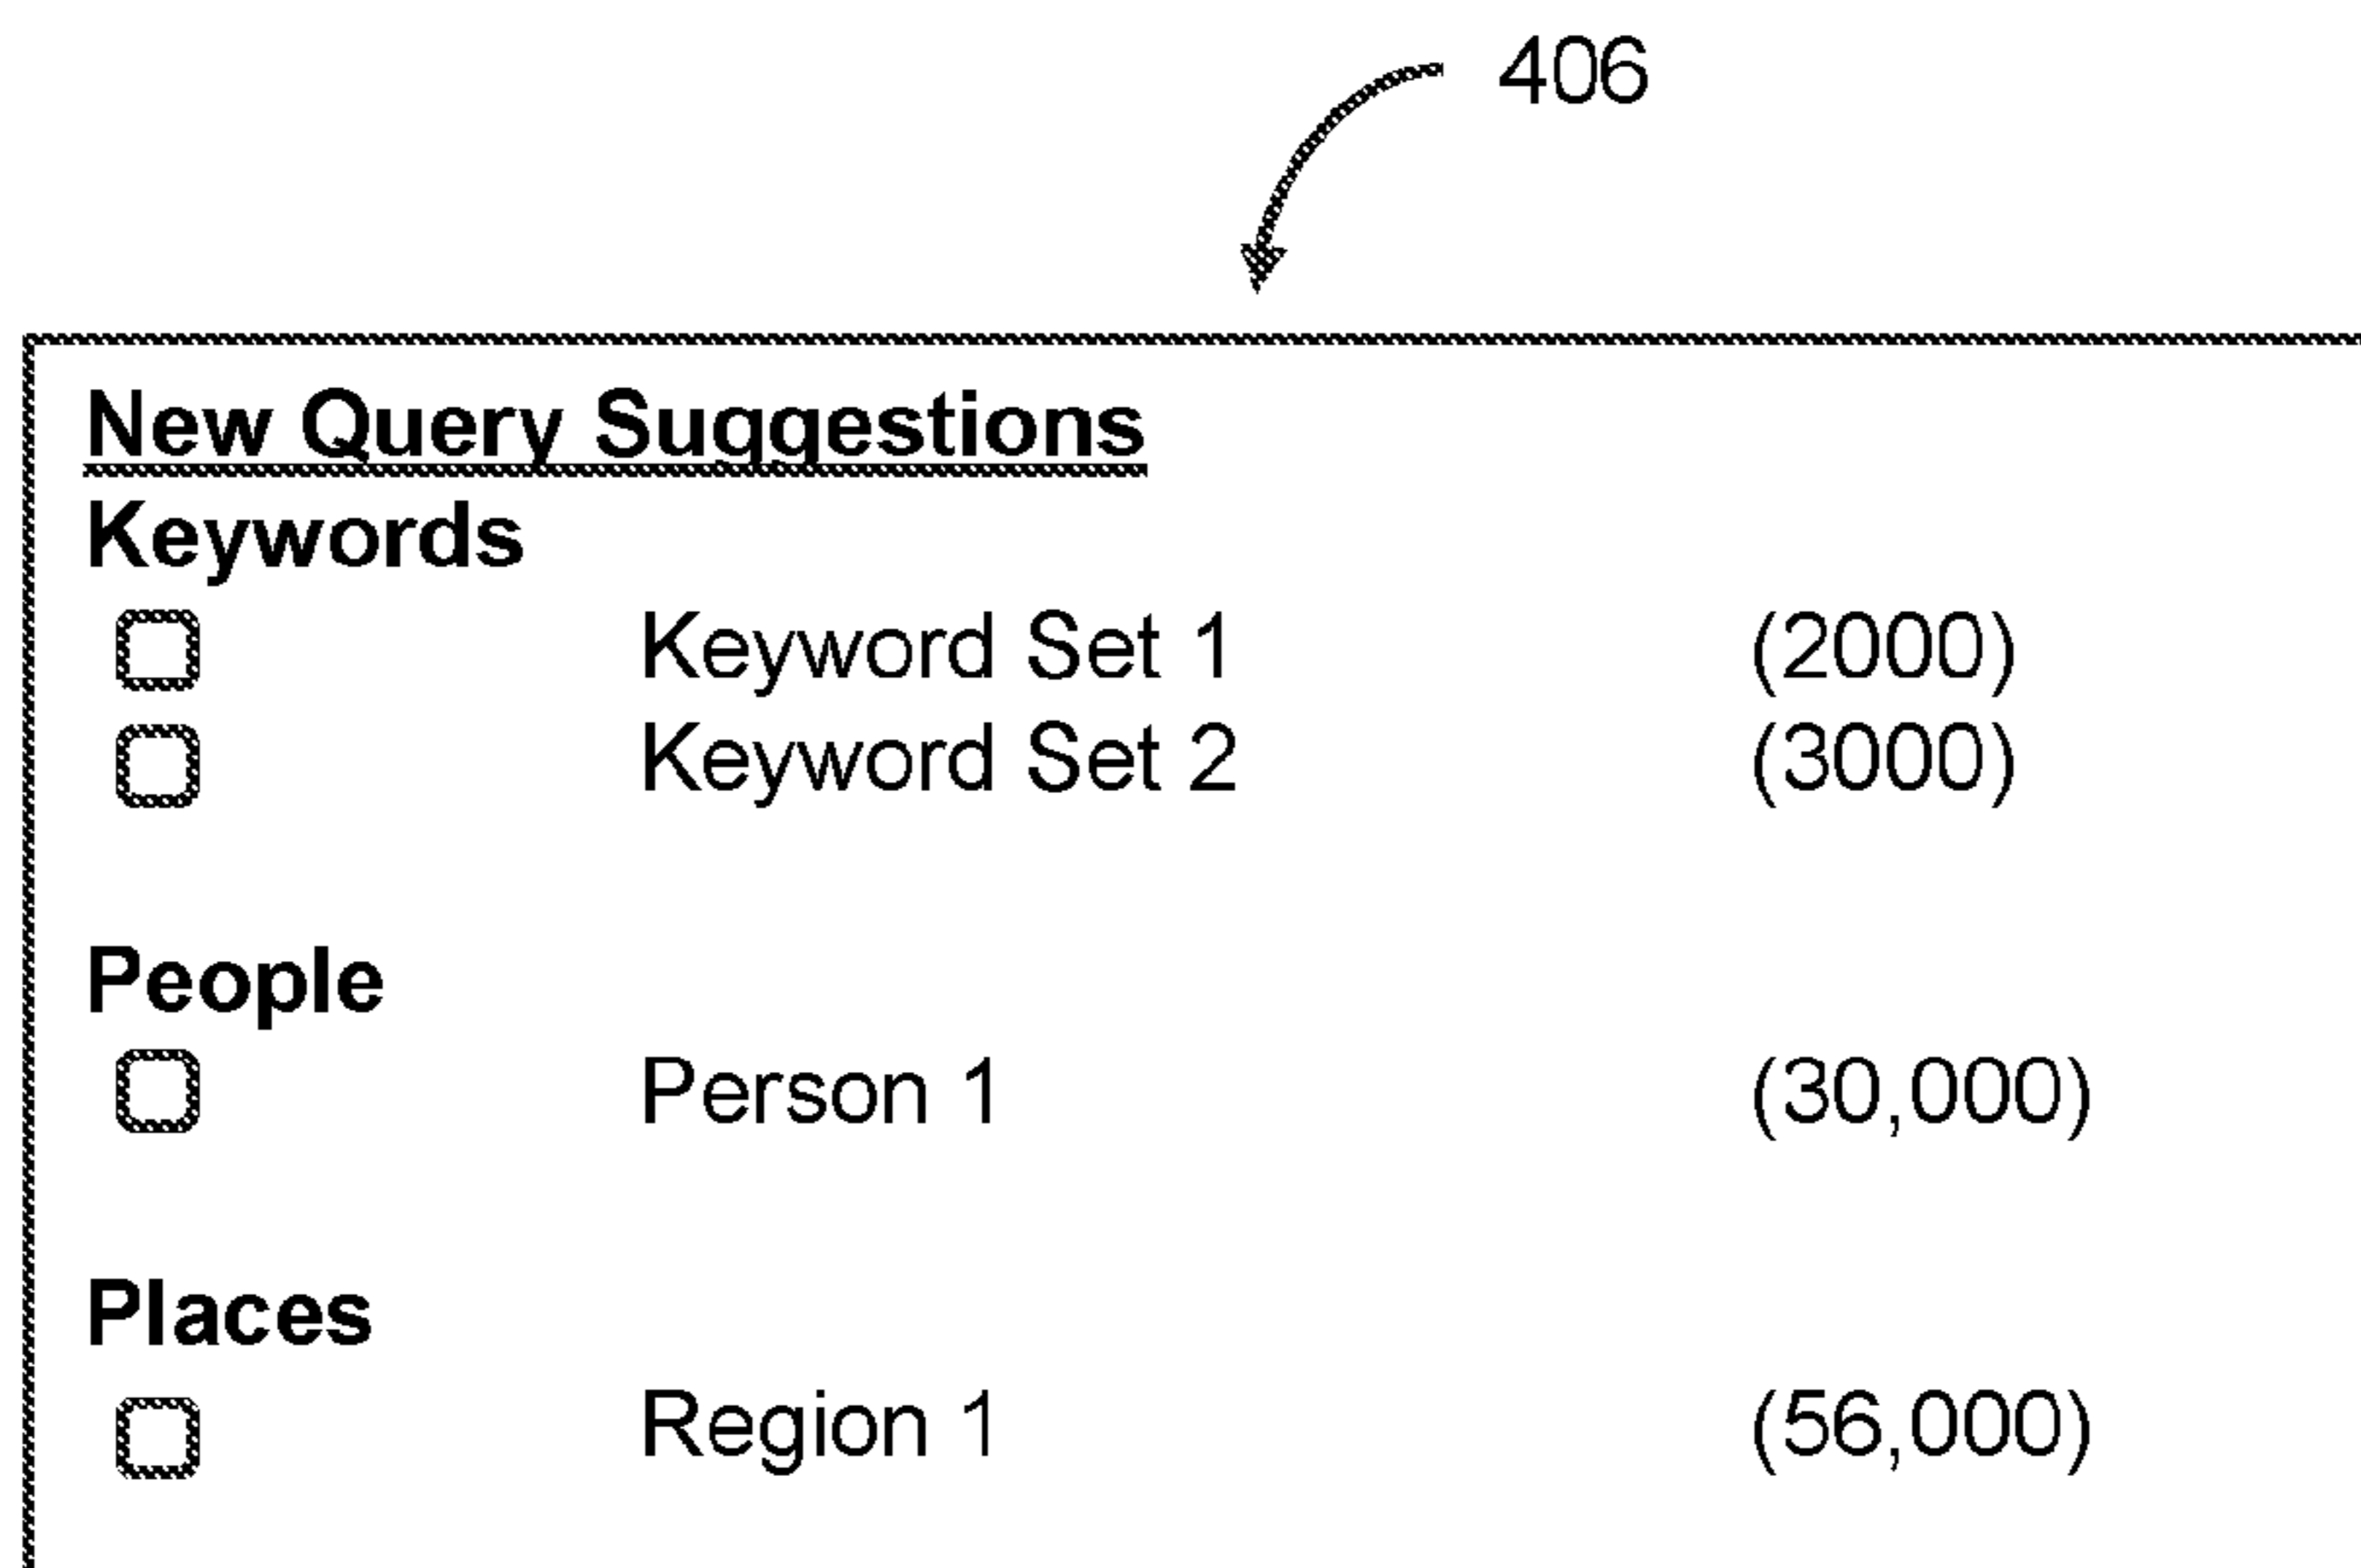 406
New Query Suggestions
Keywords
Keyword Set 1 (2000)
Keyword Set 2 (3000)
People
Person 1 (30,000)
Places
Region 1 (56,000)